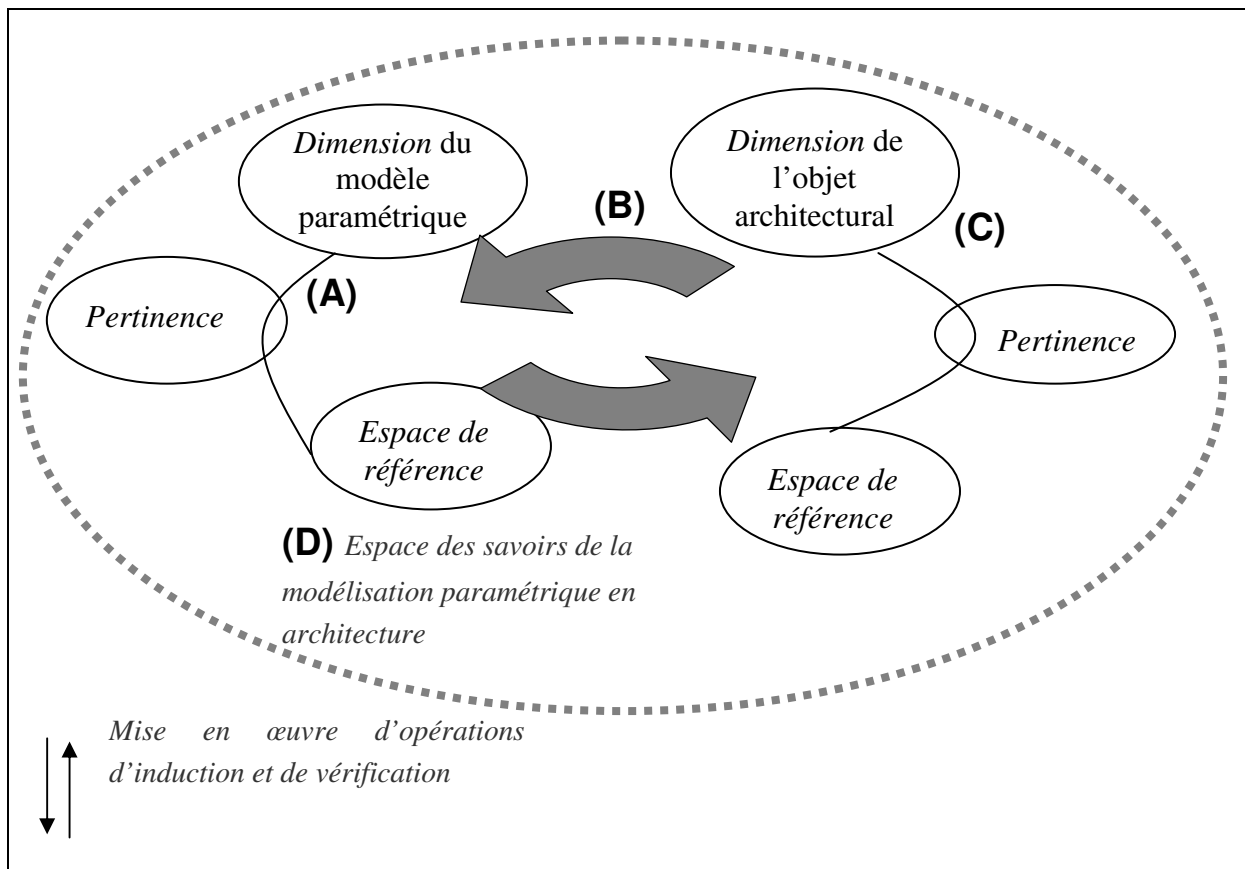 Dimension du
modèle
paramétrique
Dimension de
l’objet
architectural
(B)
(C)
(A)
Pertinence
Pertinence
Espace de
référence
Espace de
référence
(D) Espace des savoirs de la
modélisation paramétrique en
architecture
Mise en œuvre d’opérations
d’induction et de vérification